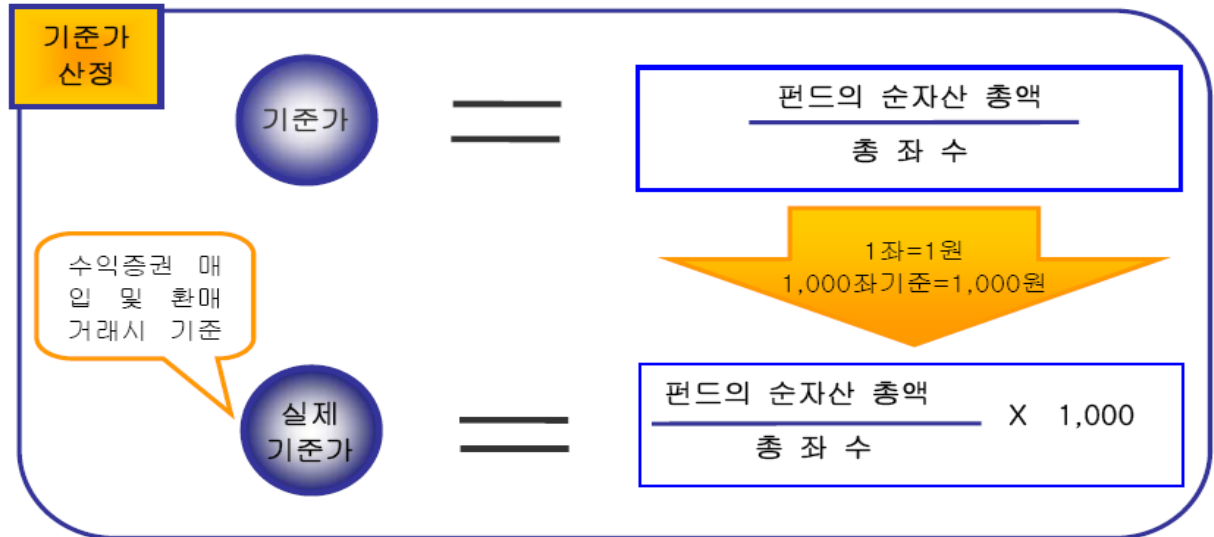 기준가
산정
기준가
펀드의 순자산 총액
총 좌 수
1좌=1원
1,000좌기준=1,000원
수익증권 매
입 및 환매
거래시 기준
실제
기준가
펀드의 순자산 총액
총 좌 수
X 1,000